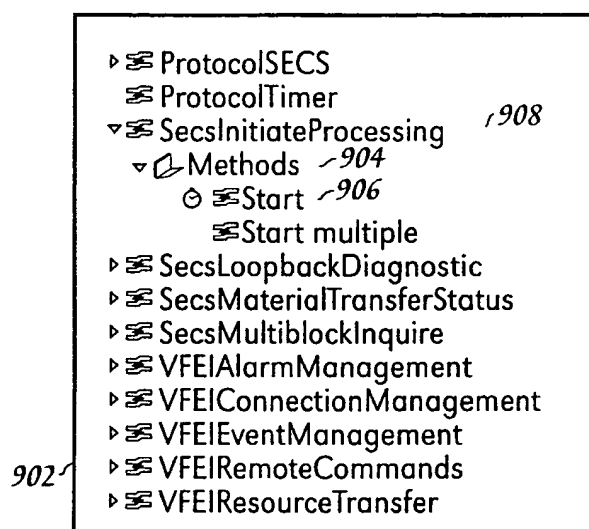 ProtocolSECS
ProtocolTimer
SecsInitiateProcessing 908
Methods 904
Start 906
Start multiple
SecsLoopbackDiagnostic
SecsMaterialTransferStatus
SecsMultiblockInquire
VFEIAlarmManagement
VFEIConnectionManagement
VFEIEventManagement
902 VFEIRemoteCommands
VFEIResourceTransfer